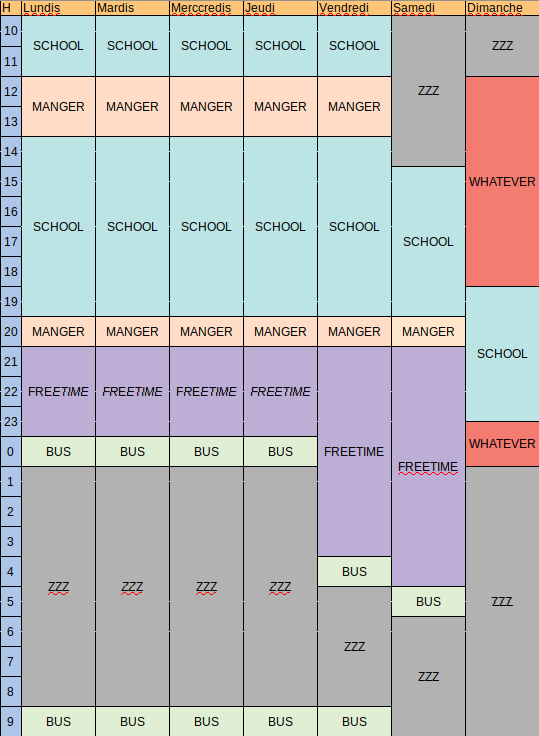 H Lundis Mardis Merccredis Jeudi Vendredi Samedi Dimanche
10
SCHOOL SCHOOL SCHOOL SCHOOL SCHOOL ZZZ
11
12
ZZZ
MANGER MANGER MANGER MANGER MANGER
13
14
15 WHATEVER
16
SCHOOL SCHOOL SCHOOL SCHOOL SCHOOL
17 SCHOOL
18
19
20 MANGER MANGER MANGER MANGER MANGER MANGER
SCHOOL
21
22 FREETIME FREETIME FREETIME FREETIME
23
WHATEVER
0 BUS BUS BUS BUS FREETIME
FREETIME
1
2
3
4 BUS
ZZZ ZZZ ZZZ ZZZ
5 BUS ZZZ
6
ZZZ
7
ZZZ
8
9 BUS BUS BUS BUS BUS